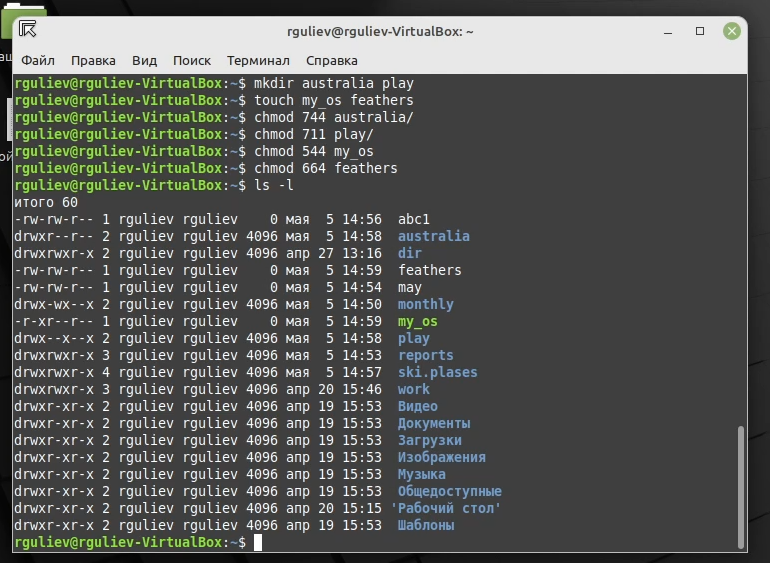 rguliev@rguliev-VirtualBox: ~
Файл Правка Вид Поиск Терминал Справка
rguliev@rguliev-VirtualBox:~$ mkdir australia play
rguliev@rguliev-VirtualBox:~$ touch my_os feathers
rguliev@rguliev-VirtualBox:~$ chmod 744 australia/
rguliev@rguliev-VirtualBox:~$ chmod 711 play/
rguliev@rguliev-VirtualBox:~$ chmod 544 my_os
rguliev@rguliev-VirtualBox:~$ chmod 664 feathers
rguliev@rguliev-VirtualBox:~$ ls -l
итого 60
-rw-rw-r-- 1 rguliev rguliev    0 мая  5 14:56  abc1
drwxr--r-- 2 rguliev rguliev 4096 мая  5 14:58  australia
drwxrwxr-x 2 rguliev rguliev 4096 апр 27 13:16  dir
-rw-rw-r-- 1 rguliev rguliev    0 мая  5 14:59  feathers
-rw-rw-r-- 1 rguliev rguliev    0 мая  5 14:54  may
drwx-wx--x 2 rguliev rguliev 4096 мая  5 14:50  monthly
-r-xr--r-- 1 rguliev rguliev    0 мая  5 14:59  my_os
drwx--x--x 2 rguliev rguliev 4096 мая  5 14:58  play
drwxrwxr-x 3 rguliev rguliev 4096 мая  5 14:53  reports
drwxrwxr-x 4 rguliev rguliev 4096 мая  5 14:57  ski.plases
drwxrwxr-x 3 rguliev rguliev 4096 апр 20 15:46  work
drwxr-xr-x 2 rguliev rguliev 4096 апр 19 15:53  Видео
drwxr-xr-x 2 rguliev rguliev 4096 апр 19 15:53  Документы
drwxr-xr-x 2 rguliev rguliev 4096 апр 19 15:53  Загрузки
drwxr-xr-x 2 rguliev rguliev 4096 апр 19 15:53  Изображения
drwxr-xr-x 2 rguliev rguliev 4096 апр 19 15:53  Музыка
drwxr-xr-x 2 rguliev rguliev 4096 апр 19 15:53  Общедоступные
drwxr-xr-x 2 rguliev rguliev 4096 апр 20 15:15 'Рабочий стол'
drwxr-xr-x 2 rguliev rguliev 4096 апр 19 15:53  Шаблоны
rguliev@rguliev-VirtualBox:~$